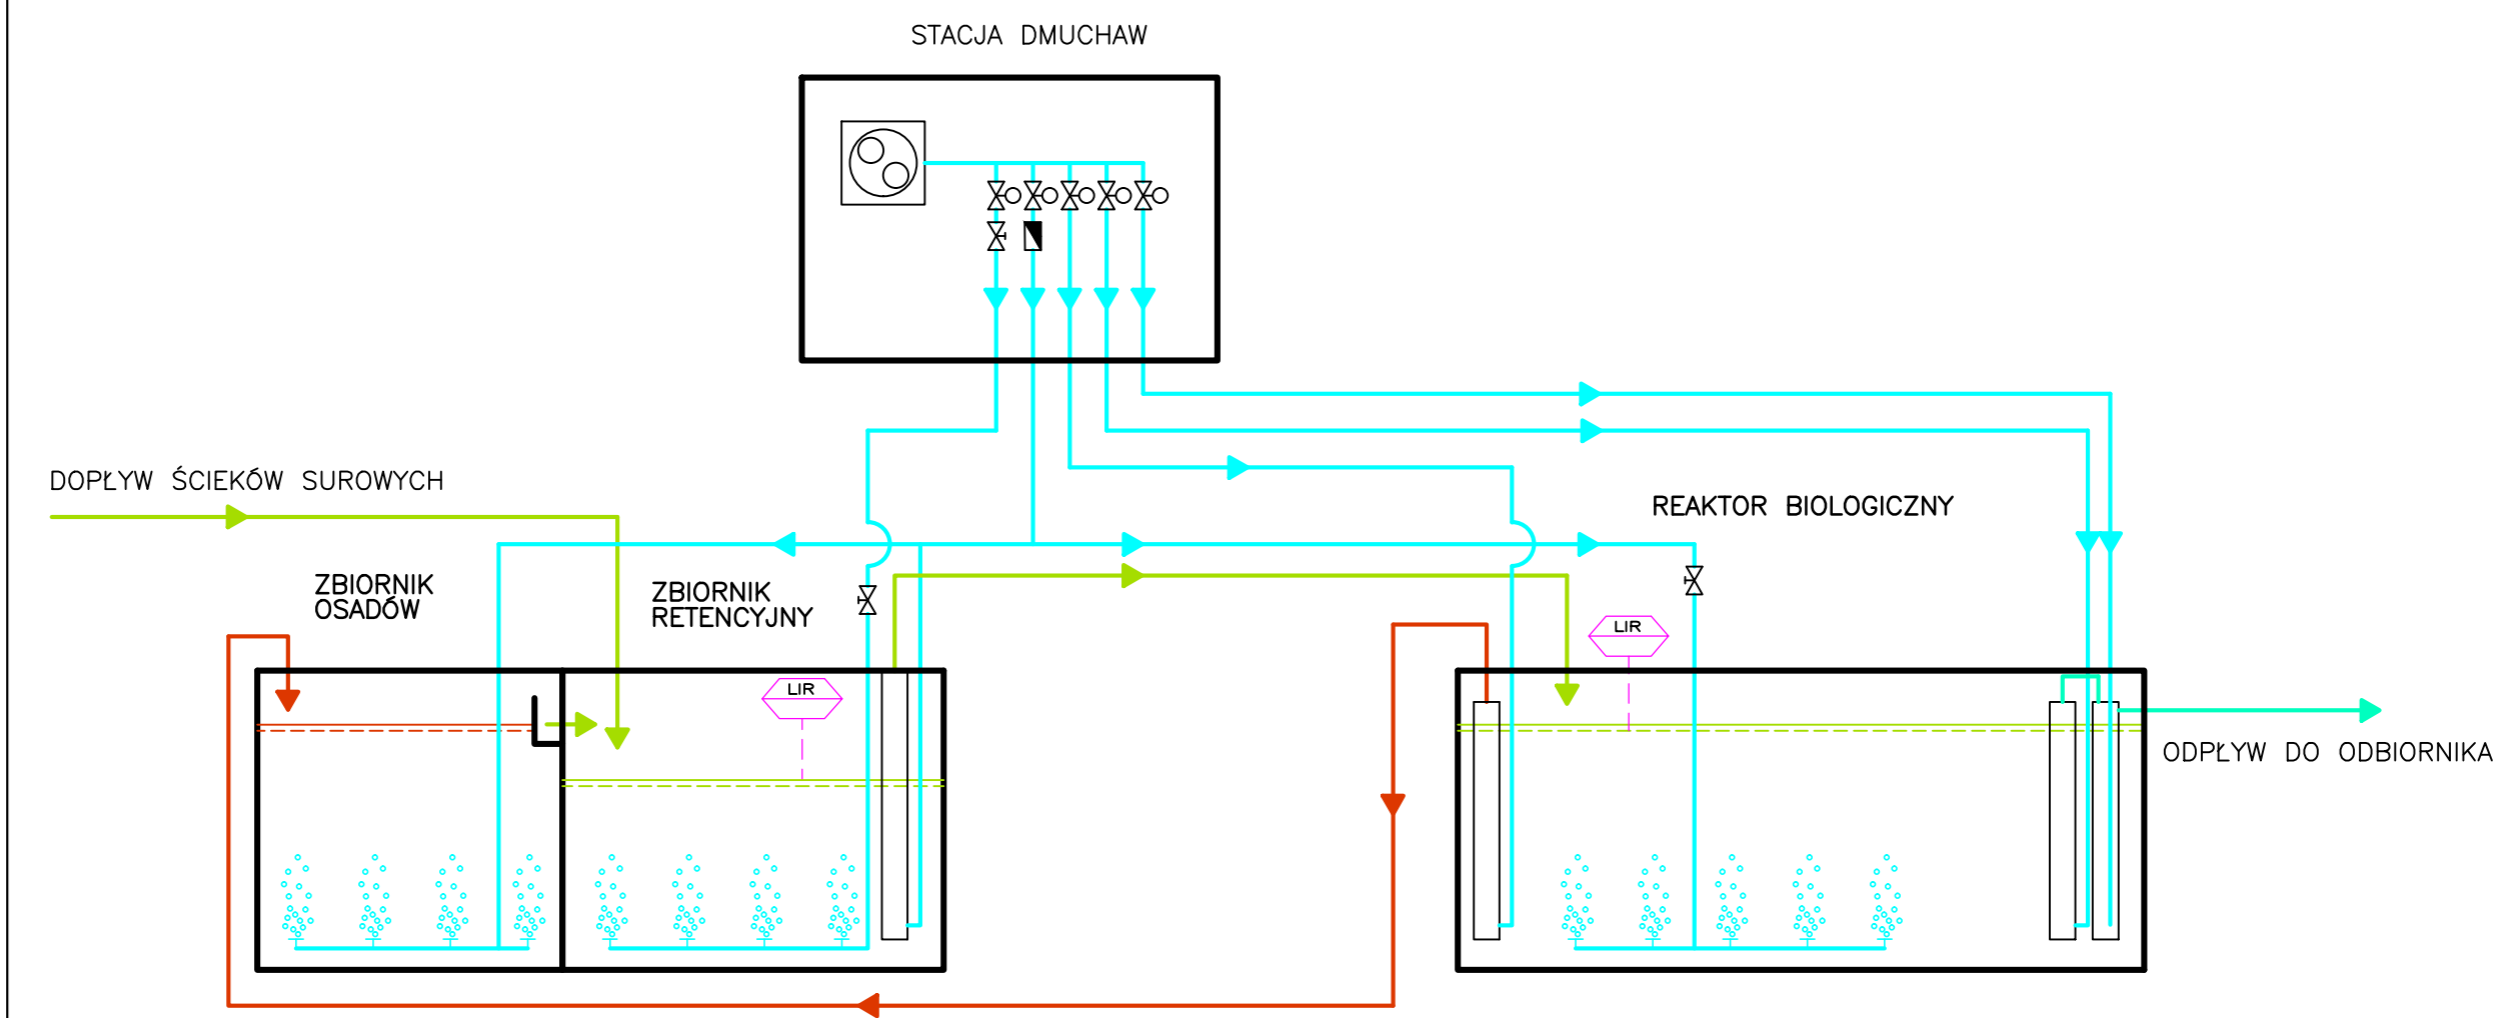 STACJA DMUCHAW
DOPŁYW ŚCIEKÓW SUROWYCH
REAKTOR BIOLOGICZNY
ZBIORNIK
OSADÓW
ZBIORNIK
RETENCYJNY
LIR
LIR
ODPŁYW DO ODBIORNIKA